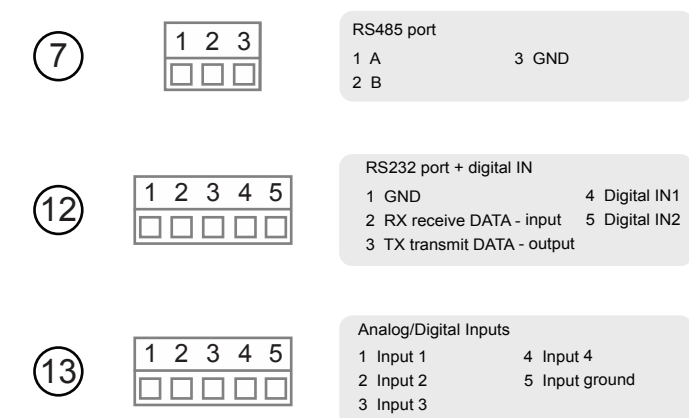 7
1 2 3
RS485 port
1 A 3 GND
2 B
12
1 2 3 4 5
RS232 port + digital IN
1 GND 4 Digital IN1
2 RX receive DATA - input 5 Digital IN2
3 TX transmit DATA - output
13
1 2 3 4 5
Analog/Digital Inputs
1 Input 1 4 Input 4
2 Input 2 5 Input ground
3 Input 3